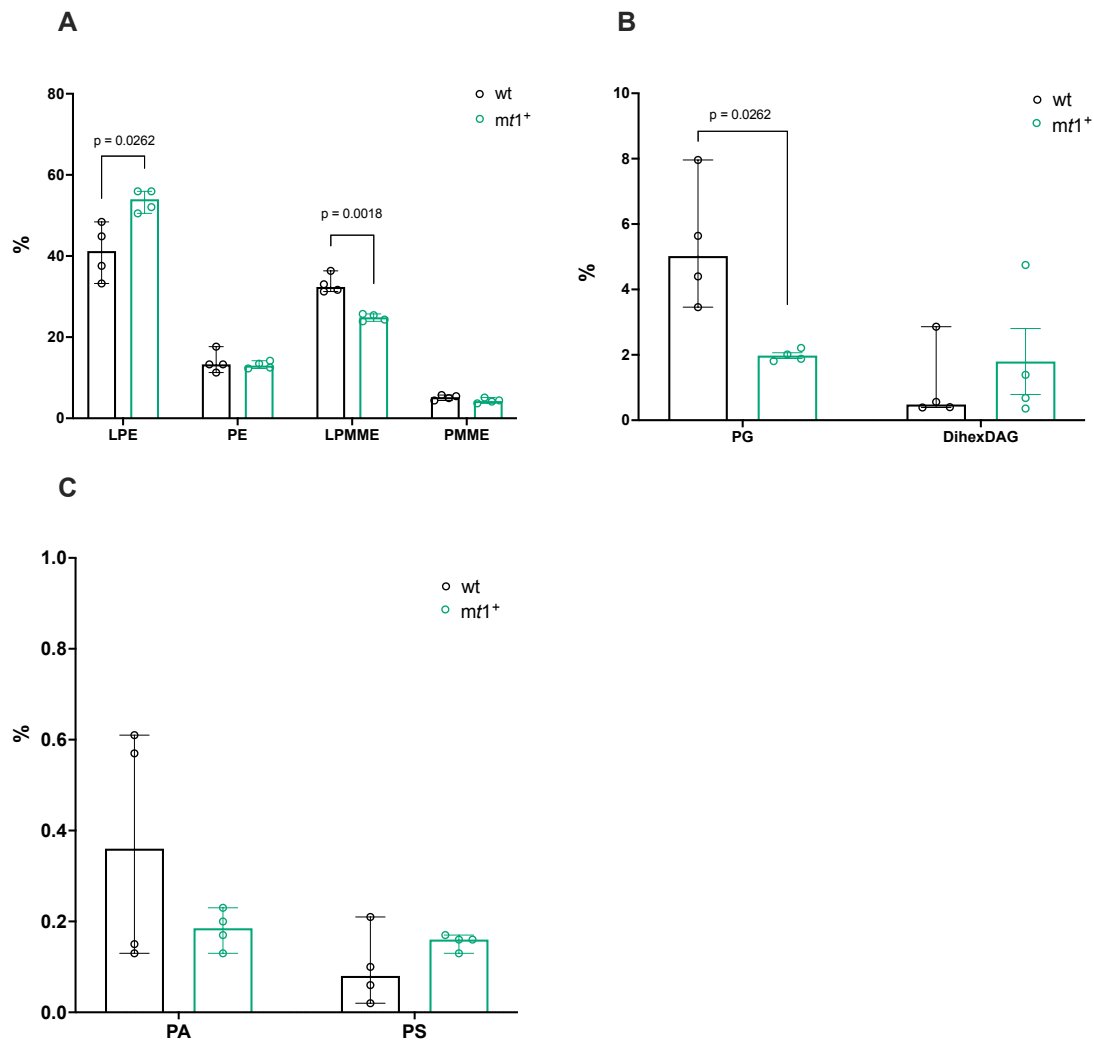 A
80
60
40
20
0
%
p = 0.0262
p = 0.0018
wt
mt1+
LPE PE LPMME PMME
B
10
8
6
4
2
0
%
p = 0.0262
wt
mt1+
PG DihexDAG
C
1.0
0.8
0.6
0.4
0.2
0.0
%
wt
mt1+
PA PS